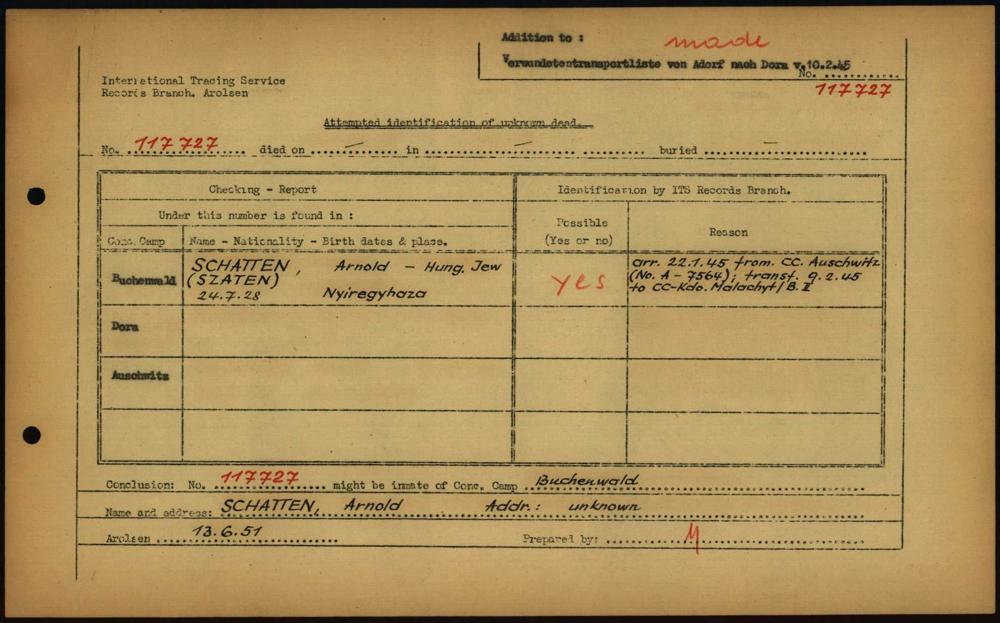 Addition to : made
Verwundetentransportliste von Adorf nach Dora v.10.2.45
No. ............
117727
International Tracing Service
Records Branch. Arolsen
Attempted identification of unknown dead.
No. 117 727 died on ..... – ..... in ..... – ..... buried ..... – .....
Checking - Report
Identification by ITS Records Branch.
Under this number is found in :
Possible
(Yes or no)
Reason
Conc. Camp
Name - Nationality - Birth dates & place.
Buchenwald
SCHATTEN , Arnold – Hung, Jew
(SZATEN)
24.7.28 Nyiregyhaza
yes
arr. 22.1.45 from CC. Auschwitz
(No. A - 7564); transf. 9.2.45
to CC-Kdo. Malachyt/B. II
Dora
Auschwitz
Conclusion: No. 117727 might be inmate of Conc. Camp Buchenwald
Name and address: SCHATTEN, Arnold Addr.: unknown
Arolsen 13.6.51 Prepared by: M